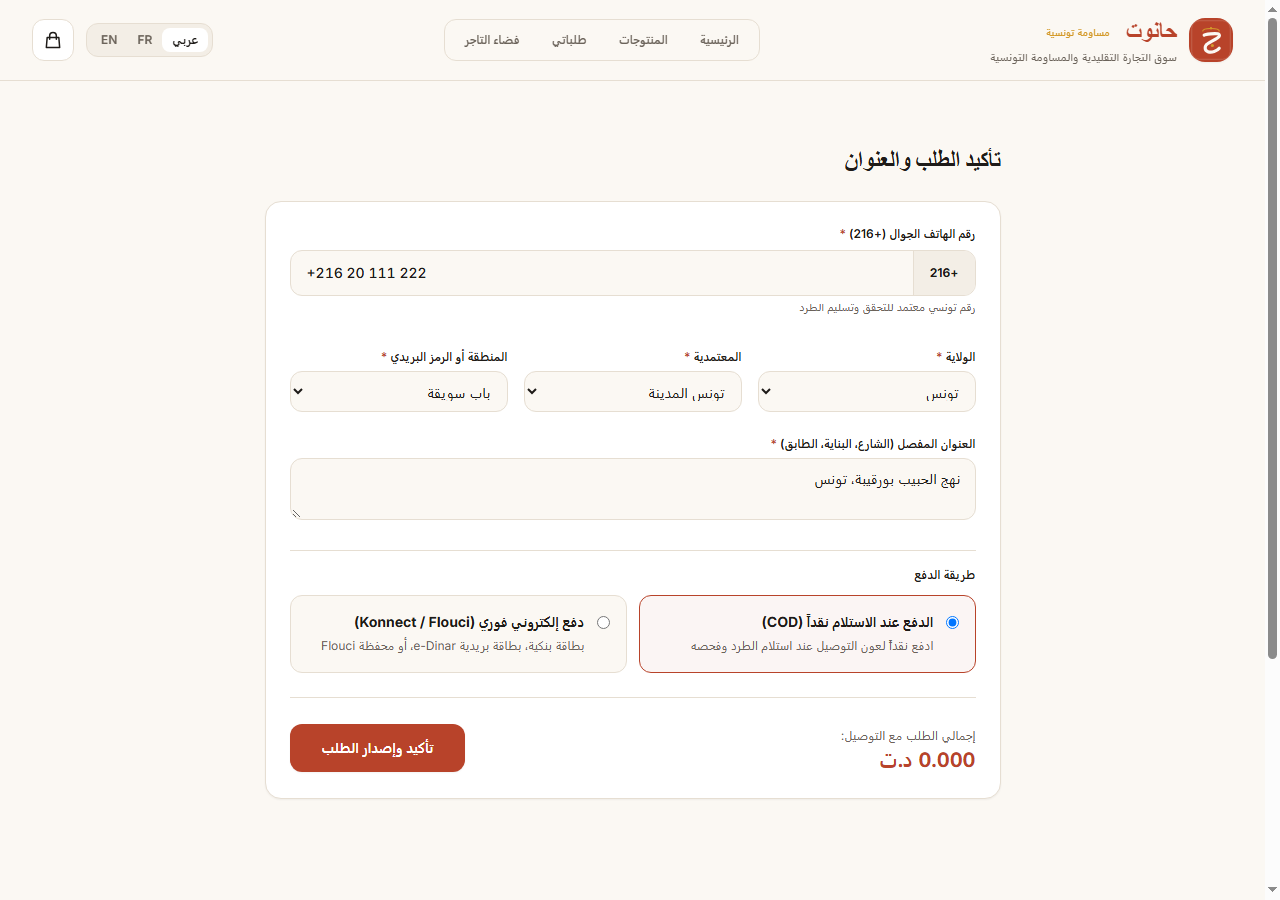 حانوت مساومة تونسية
سوق التجارة التقليدية والمساومة التونسية
الرئيسية المنتوجات طلباتي فضاء التاجر
عربي FR EN
تأكيد الطلب والعنوان
رقم الهاتف الجوال (+216) *
+216
+216 20 111 222
رقم تونسي معتمد للتحقق وتسليم الطرد
الولاية * المعتمدية * المنطقة أو الرمز البريدي *
تونس تونس المدينة باب سويقة
العنوان المفصل (الشارع، البناية، الطابق) *
نهج الحبيب بورقيبة، تونس
طريقة الدفع
الدفع عند الاستلام نقداً (COD)
ادفع نقداً لعون التوصيل عند استلام الطرد وفحصه
دفع إلكتروني فوري (Konnect / Flouci)
بطاقة بنكية، بطاقة بريدية e-Dinar، أو محفظة Flouci
إجمالي الطلب مع التوصيل:
0.000 د.ت
تأكيد وإصدار الطلب